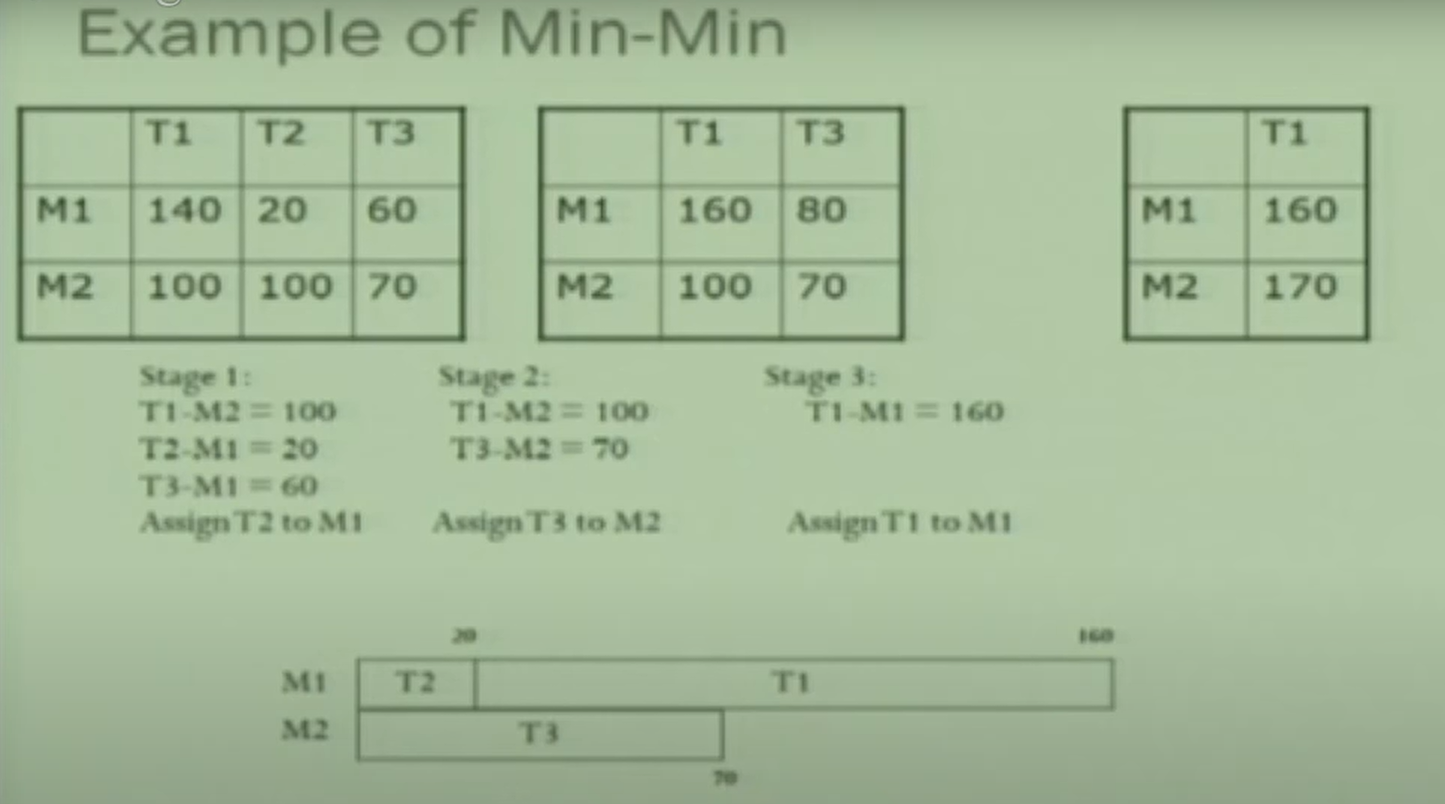 Example of Min-Min
T1 T2 T3
M1 140 20 60
M2 100 100 70
T1 T3
M1 160 80
M2 100 70
T1
M1 160
M2 170
Stage 1:
T1-M2 = 100
T2-M1 = 20
T3-M1 = 60
Assign T2 to M1
Stage 2:
T1-M2 = 100
T3-M2 = 70
Assign T3 to M2
Stage 3:
T1-M1 = 160
Assign T1 to M1
20 160
M1 T2 T1
M2 T3
70